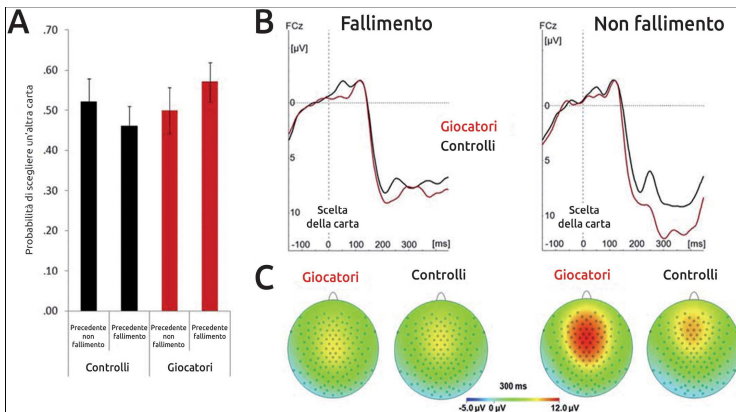 A
Probabilità di scegliere un'altra carta
.70
.60
.50
.40
.30
.20
.10
.00
Precedente
non
fallimento
Precedente
fallimento
Precedente
non
fallimento
Precedente
fallimento
Controlli
Giocatori
B
Fallimento
FCz
[µV]
0
5
10
Scelta
della carta
-100
0
100
200
300
[ms]
Giocatori
Controlli
Non fallimento
FCz
[µV]
0
5
10
Scelta
della carta
-100
0
100
200
300
[ms]
C
Giocatori
Controlli
Giocatori
Controlli
300 ms
-5.0 µV
0 µV
12.0 µV